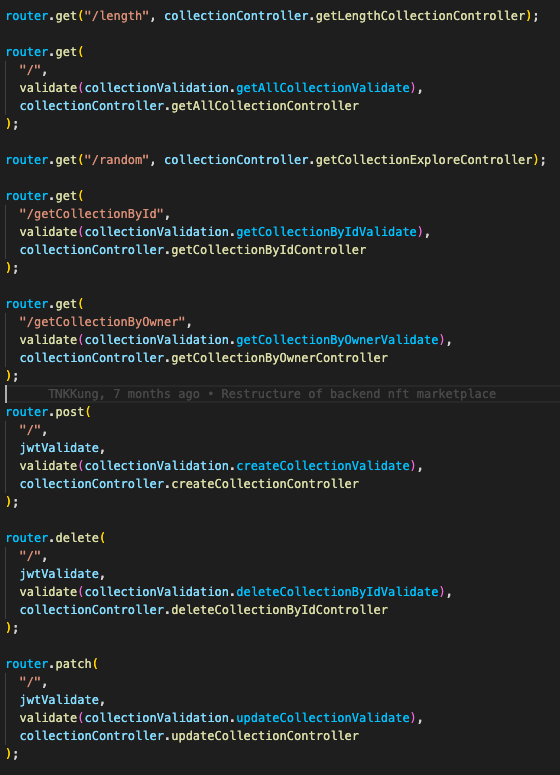 router.get("/length", collectionController.getLengthCollectionController);
router.get(
"/",
validate(collectionValidation.getAllCollectionValidate),
collectionController.getAllCollectionController
);
router.get("/random", collectionController.getCollectionExploreController);
router.get(
"/getCollectionById",
validate(collectionValidation.getCollectionByIdValidate),
collectionController.getCollectionByIdController
);
router.get(
"/getCollectionByOwner",
validate(collectionValidation.getCollectionByOwnerValidate),
collectionController.getCollectionByOwnerController
);
TNKKung, 7 months ago • Restructure of backend nft marketplace
router.post(
"/",
jwtValidate,
validate(collectionValidation.createCollectionValidate),
collectionController.createCollectionController
);
router.delete(
"/",
jwtValidate,
validate(collectionValidation.deleteCollectionByIdValidate),
collectionController.deleteCollectionByIdController
);
router.patch(
"/",
jwtValidate,
validate(collectionValidation.updateCollectionValidate),
collectionController.updateCollectionController
);